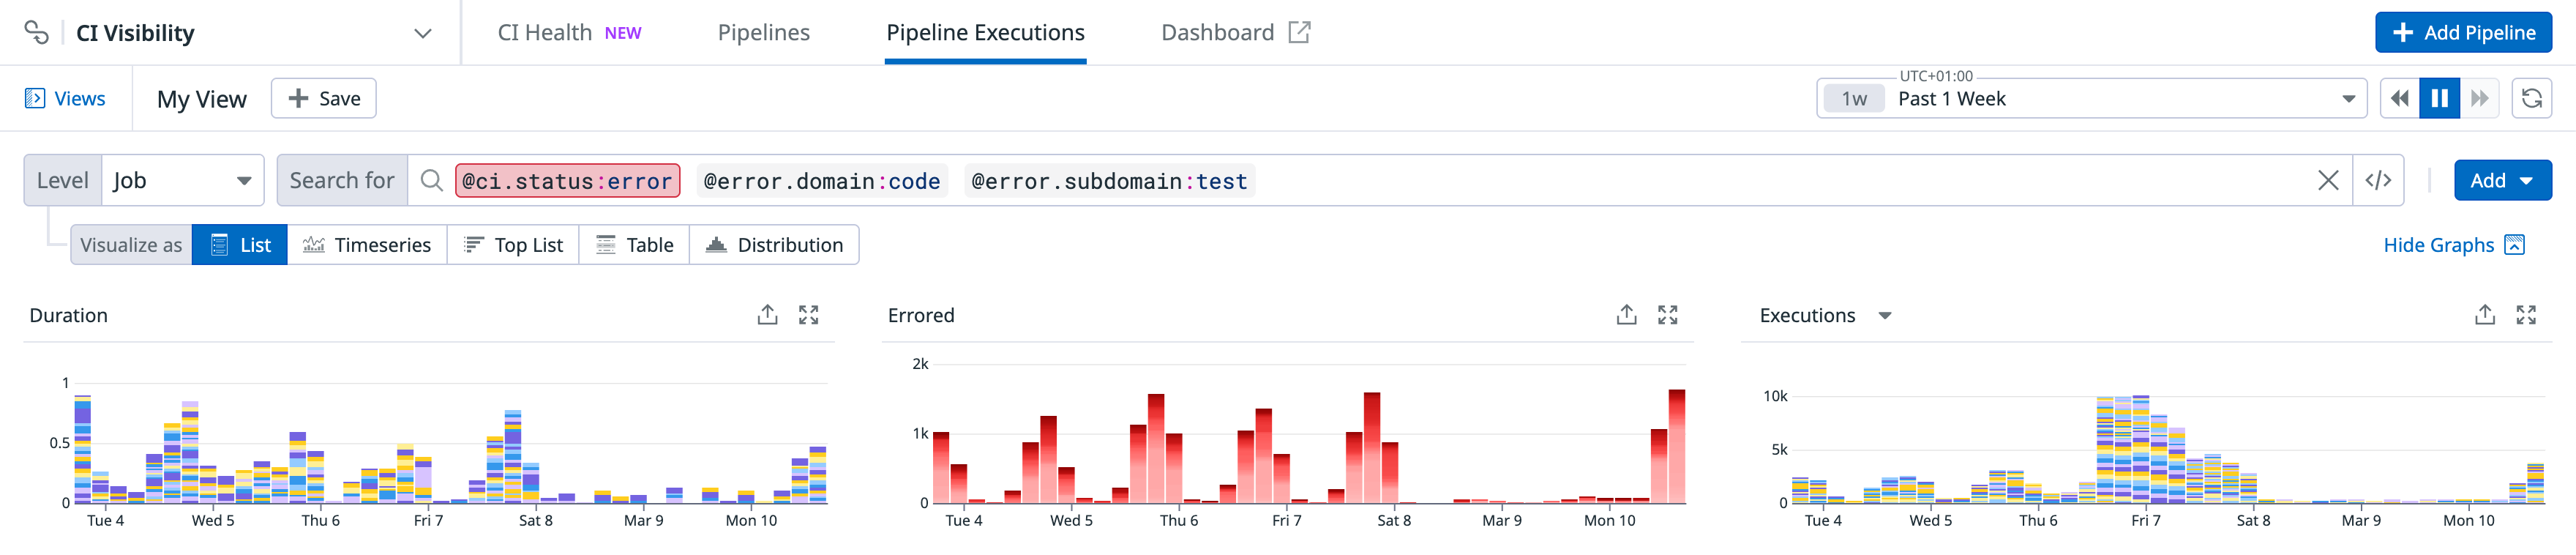 CI Visibility
CI Health NEW
Pipelines
Pipeline Executions
Dashboard
Add Pipeline
Views
My View
Save
UTC+01:00
1w Past 1 Week
Level Job
Search for @ci.status:error @error.domain:code @error.subdomain:test
</>
Add
Visualize as List Timeseries Top List Table Distribution
Hide Graphs
Duration
1
0.5
0
Tue 4 Wed 5 Thu 6 Fri 7 Sat 8 Mar 9 Mon 10
Errored
2k
1k
0
Tue 4 Wed 5 Thu 6 Fri 7 Sat 8 Mar 9 Mon 10
Executions
10k
5k
0
Tue 4 Wed 5 Thu 6 Fri 7 Sat 8 Mar 9 Mon 10